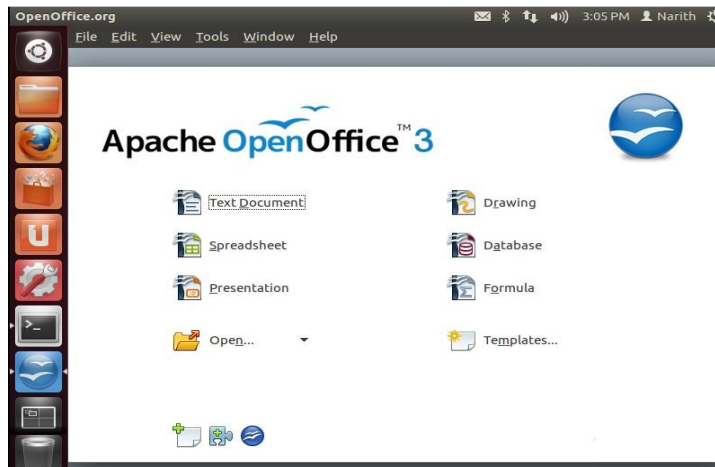 OpenOffice.org 3:05 PM Narith
File Edit View Tools Window Help
Apache OpenOffice™ 3
Text Document Drawing
Spreadsheet Database
Presentation Formula
Open... Templates...
U
>_